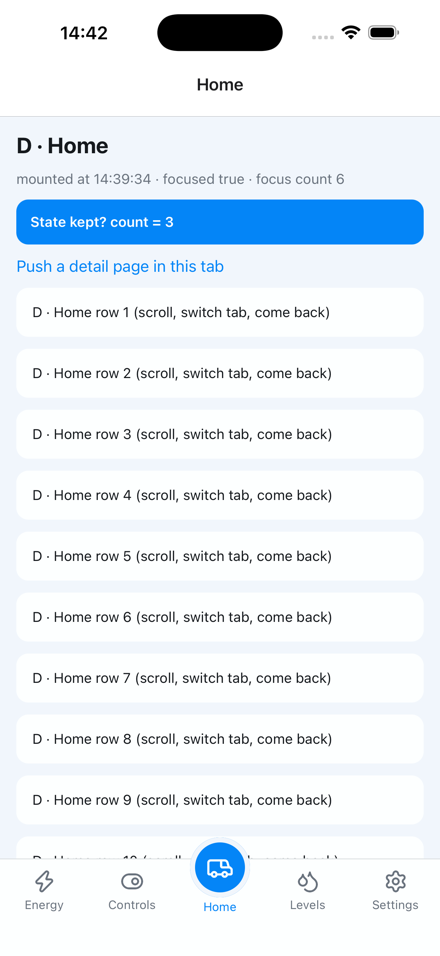 14:42
Home
D · Home
mounted at 14:39:34 · focused true · focus count 6
State kept? count = 3
Push a detail page in this tab
D · Home row 1 (scroll, switch tab, come back)
D · Home row 2 (scroll, switch tab, come back)
D · Home row 3 (scroll, switch tab, come back)
D · Home row 4 (scroll, switch tab, come back)
D · Home row 5 (scroll, switch tab, come back)
D · Home row 6 (scroll, switch tab, come back)
D · Home row 7 (scroll, switch tab, come back)
D · Home row 8 (scroll, switch tab, come back)
D · Home row 9 (scroll, switch tab, come back)
Energy
Controls
Home
Levels
Settings